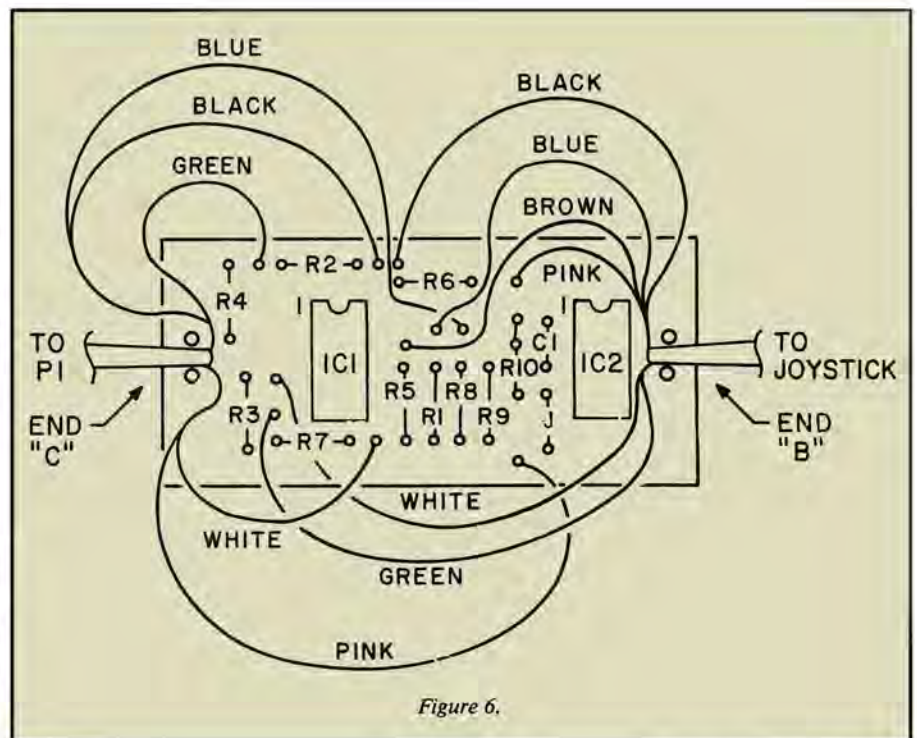 BLUE
BLACK
BLACK
BLUE
GREEN
BROWN
PINK
R2
R6
R4
1
IC1
1
IC2
C1
R10
TO
P1
TO
JOYSTICK
END
"C"
END
"B"
R3
R7
R5
R1
R8
R9
J
WHITE
WHITE
GREEN
PINK
Figure 6.